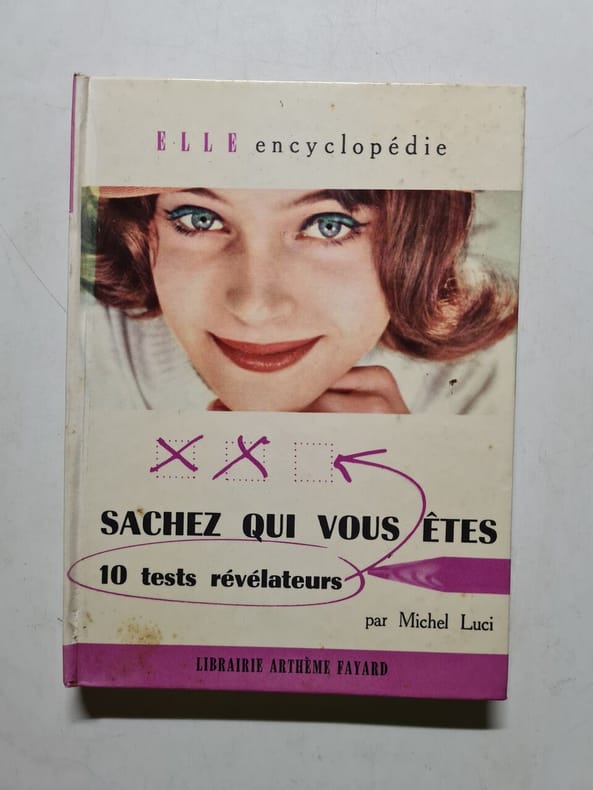 ELLE encyclopédie
SACHEZ QUI VOUS ÊTES
10 tests révélateurs
par Michel Luci
LIBRAIRIE ARTHÈME FAYARD